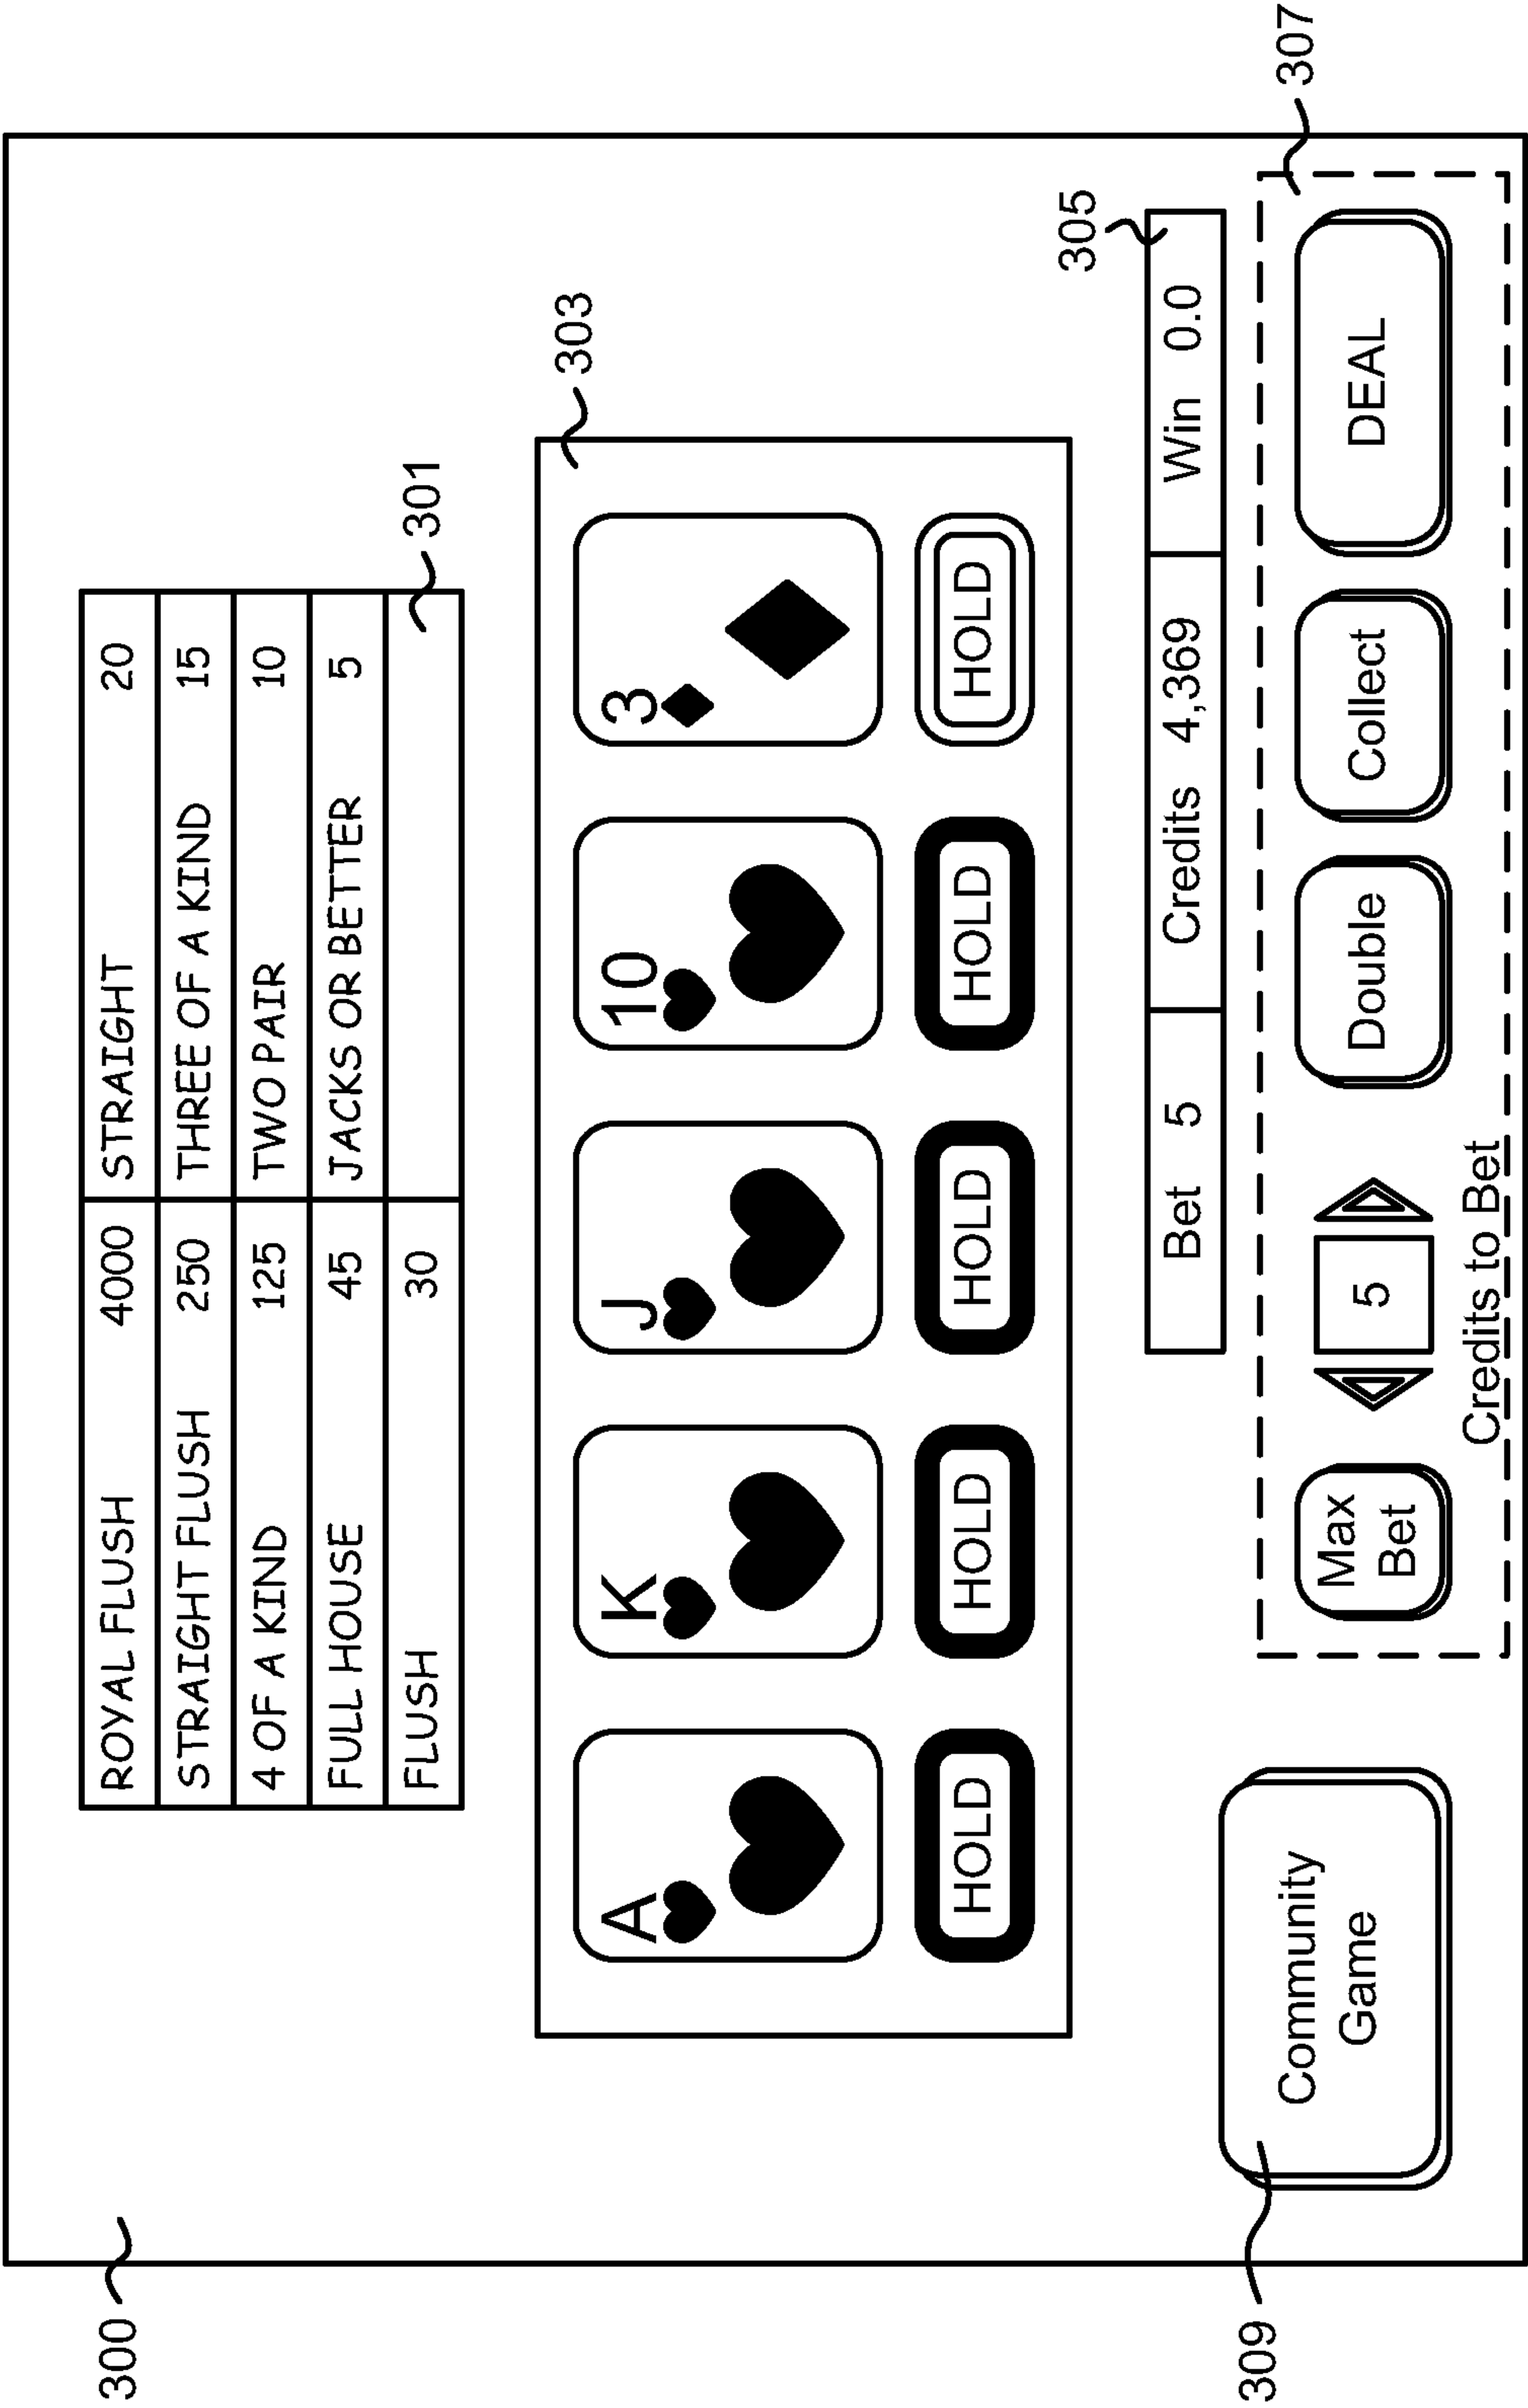 300
ROYAL FLUSH 4000 STRAIGHT 20
STRAIGHT FLUSH 250 THREE OF A KIND 15
4 OF A KIND 125 TWO PAIR 10
FULL HOUSE 45 JACKS OR BETTER 5
FLUSH 30
301
303
A K J 10 3
HOLD HOLD HOLD HOLD HOLD
305
Bet 5 Credits 4,369 Win 0.0
309
Community
Game
Max
Bet
5
Credits to Bet
Double
Collect
DEAL
307